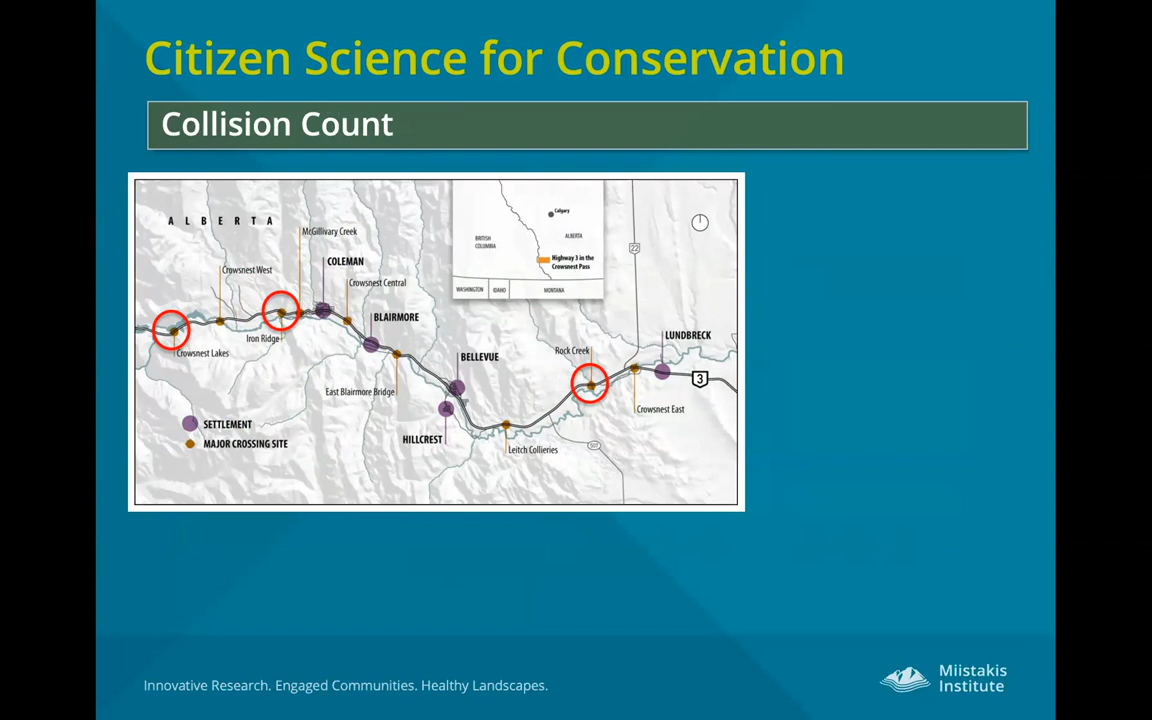 Citizen Science for Conservation
Collision Count
ALBERTA
McGillivary Creek
COLEMAN
Crowsnest West
Crowsnest Central
BLAIRMORE
Iron Ridge
Crowsnest Lakes
East Blairmore Bridge
BELLEVUE
HILLCREST
Leitch Collieries
Rock Creek
LUNDBRECK
Crowsnest East
22
3
507
Calgary
BRITISH
COLUMBIA
ALBERTA
Highway 3 in the
Crowsnest Pass
WASHINGTON
IDAHO
MONTANA
SETTLEMENT
MAJOR CROSSING SITE
Innovative Research. Engaged Communities. Healthy Landscapes.
Miistakis
Institute